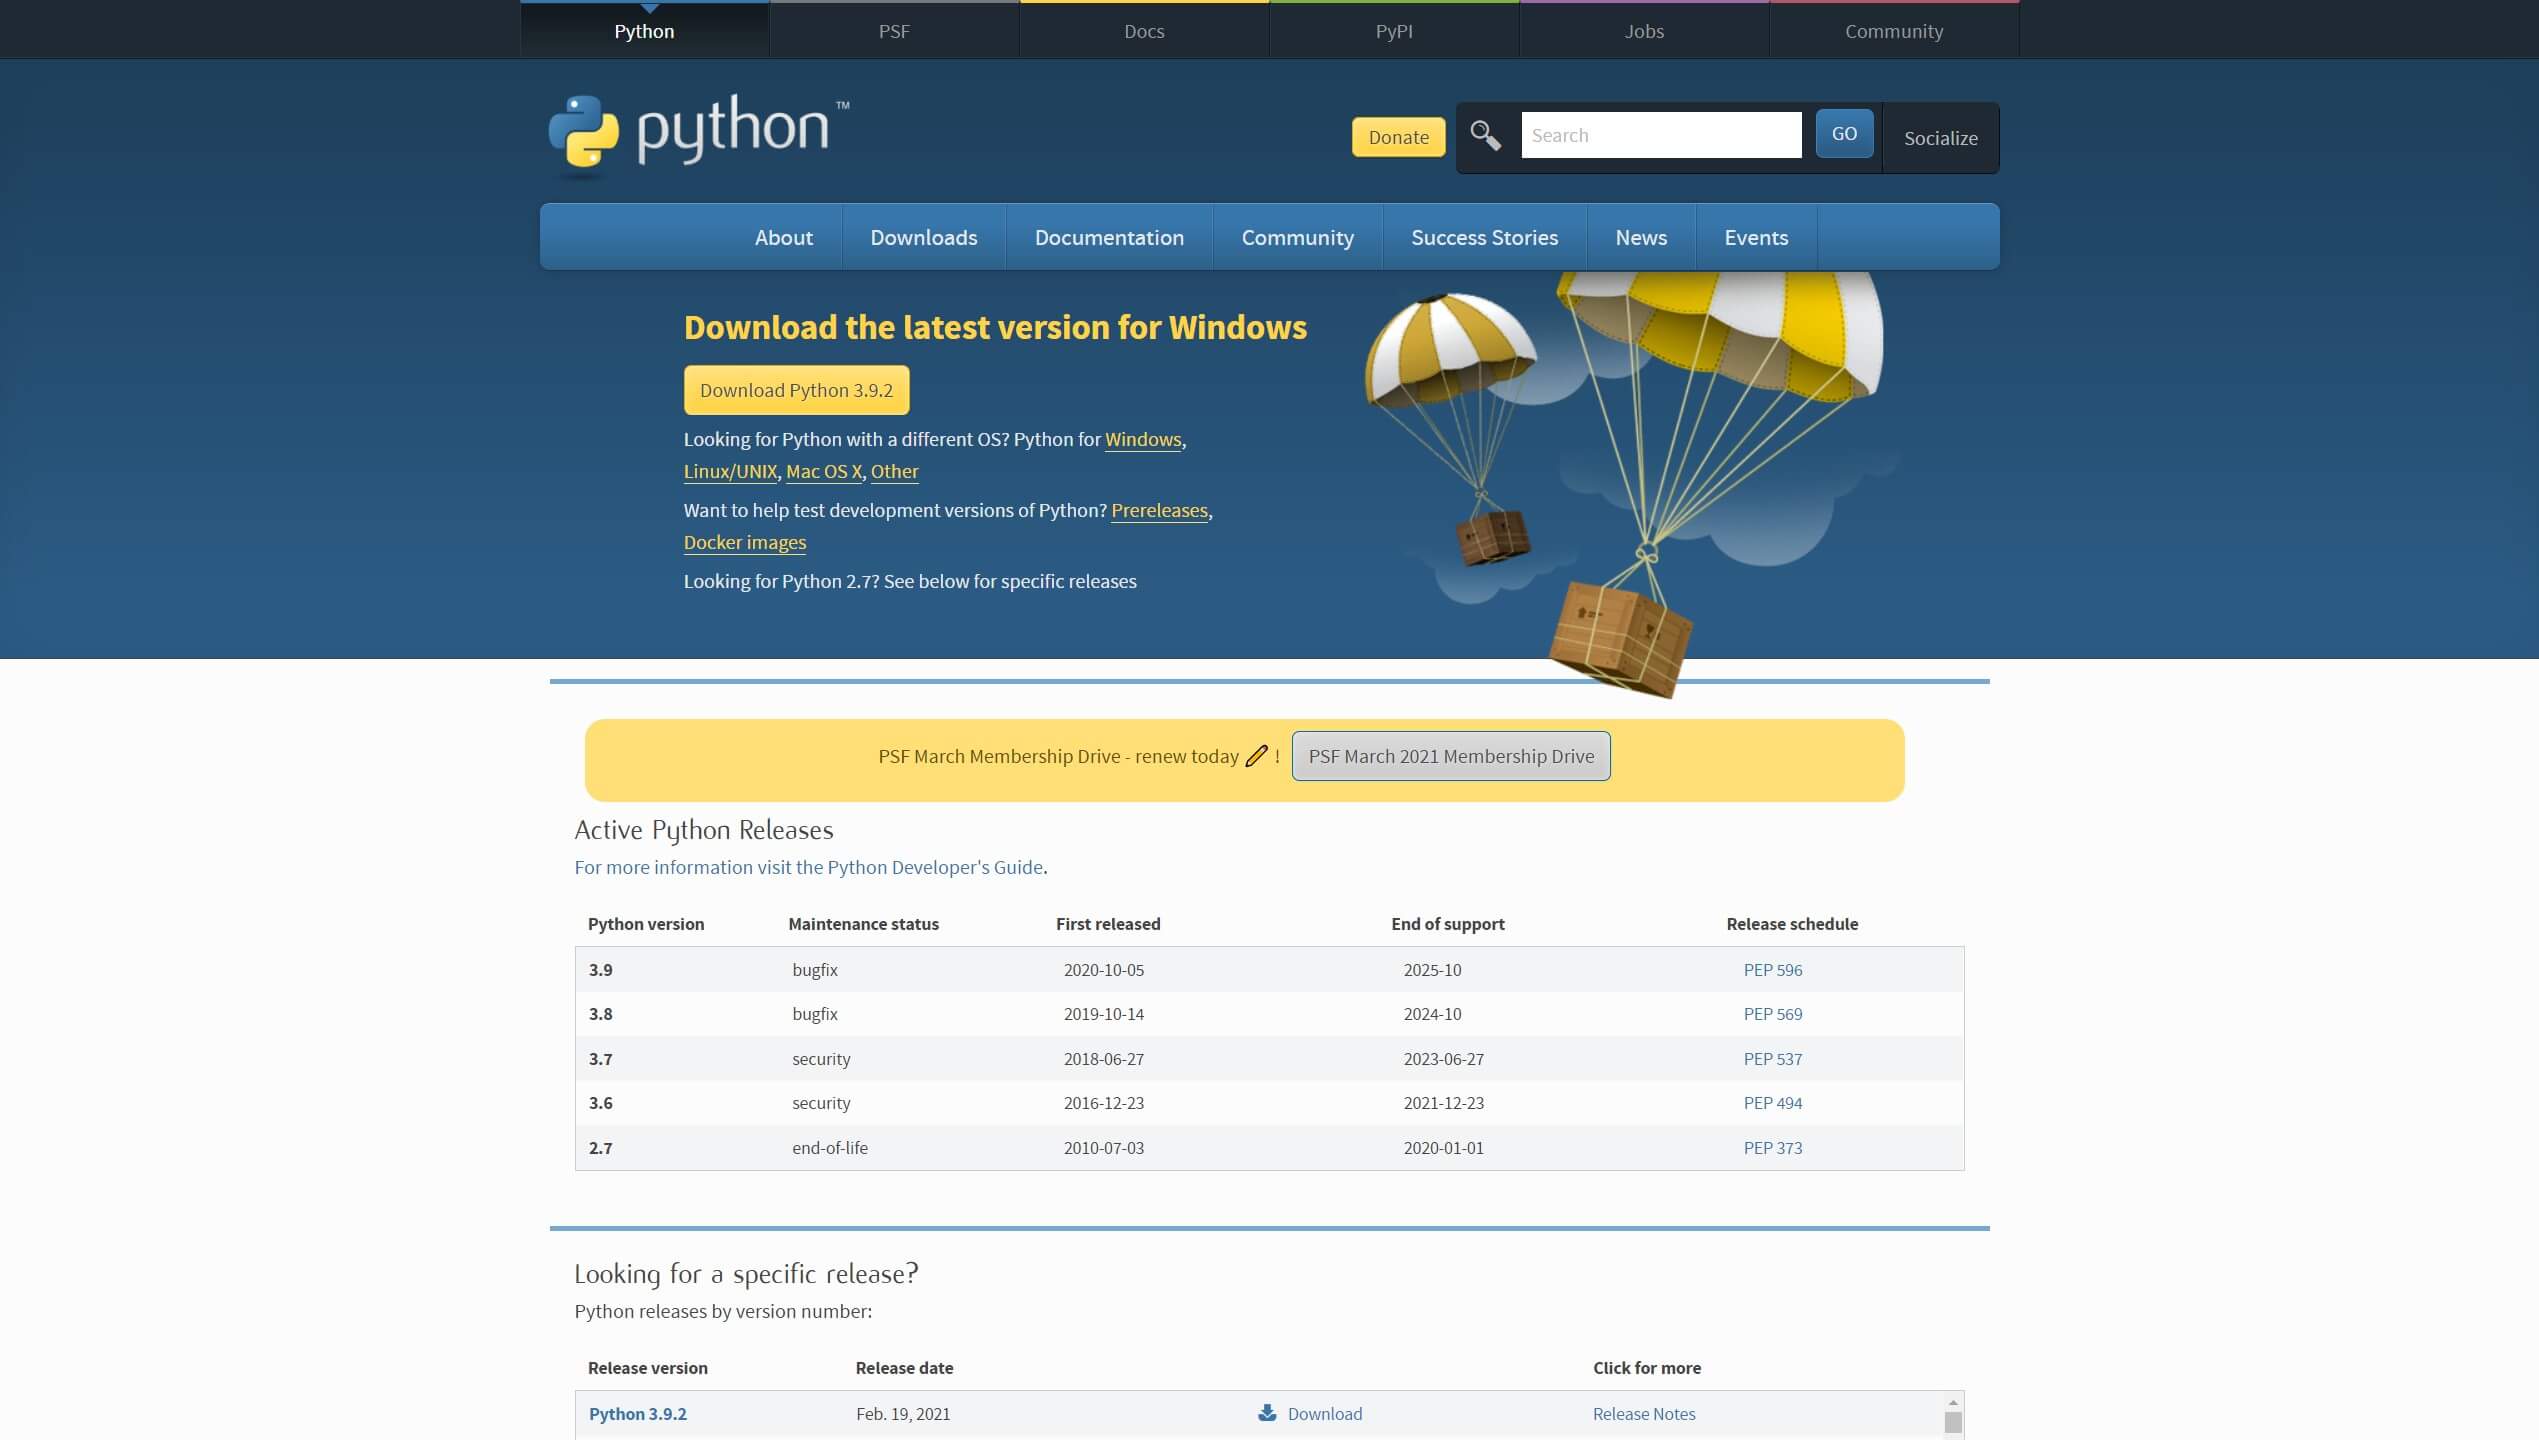 Python PSF Docs PyPI Jobs Community
python™
Donate Search GO Socialize
About Downloads Documentation Community Success Stories News Events
Download the latest version for Windows
Download Python 3.9.2
Looking for Python with a different OS? Python for Windows,
Linux/UNIX, Mac OS X, Other
Want to help test development versions of Python? Prereleases,
Docker images
Looking for Python 2.7? See below for specific releases
PSF March Membership Drive - renew today ! PSF March 2021 Membership Drive
Active Python Releases
For more information visit the Python Developer's Guide.
Python version Maintenance status First released End of support Release schedule
3.9 bugfix 2020-10-05 2025-10 PEP 596
3.8 bugfix 2019-10-14 2024-10 PEP 569
3.7 security 2018-06-27 2023-06-27 PEP 537
3.6 security 2016-12-23 2021-12-23 PEP 494
2.7 end-of-life 2010-07-03 2020-01-01 PEP 373
Looking for a specific release?
Python releases by version number:
Release version Release date Click for more
Python 3.9.2 Feb. 19, 2021 Download Release Notes